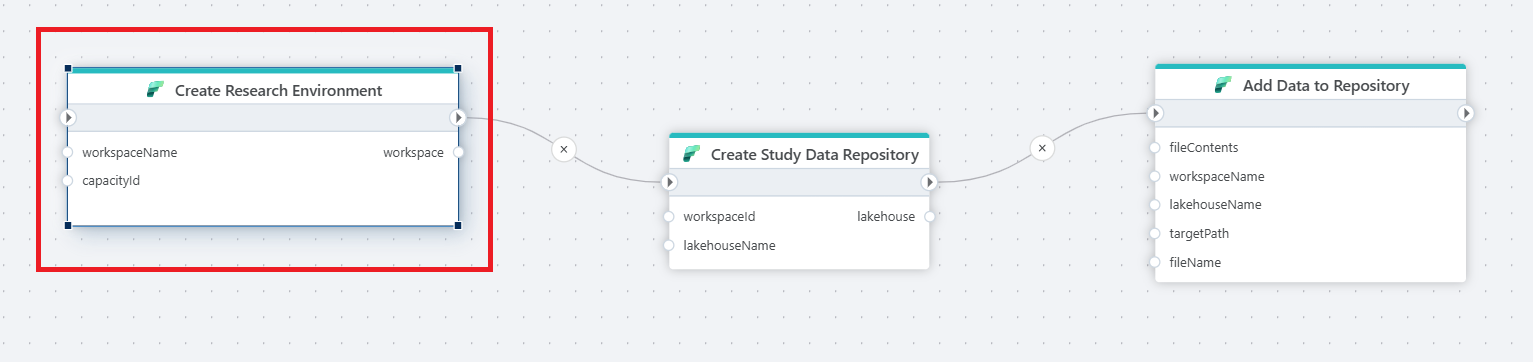 Create Research Environment
workspaceName
workspace
capacityId
Create Study Data Repository
workspaceId
lakehouse
lakehouseName
Add Data to Repository
fileContents
workspaceName
lakehouseName
targetPath
fileName